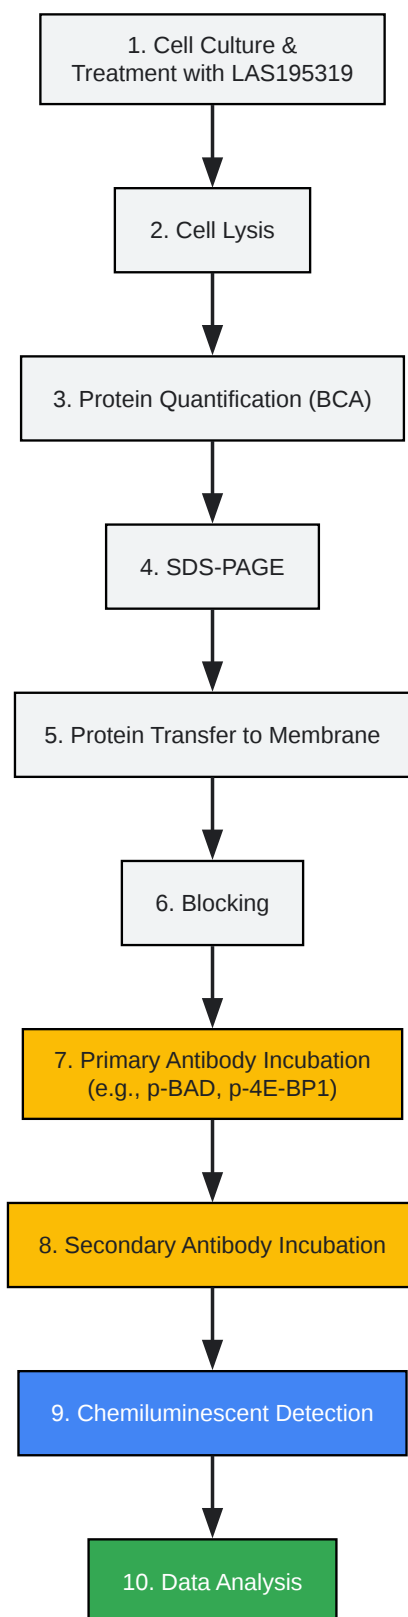 1. Cell Culture &
Treatment with LAS195319
2. Cell Lysis
3. Protein Quantification (BCA)
4. SDS-PAGE
5. Protein Transfer to Membrane
6. Blocking
7. Primary Antibody Incubation
(e.g., p-BAD, p-4E-BP1)
8. Secondary Antibody Incubation
9. Chemiluminescent Detection
10. Data Analysis